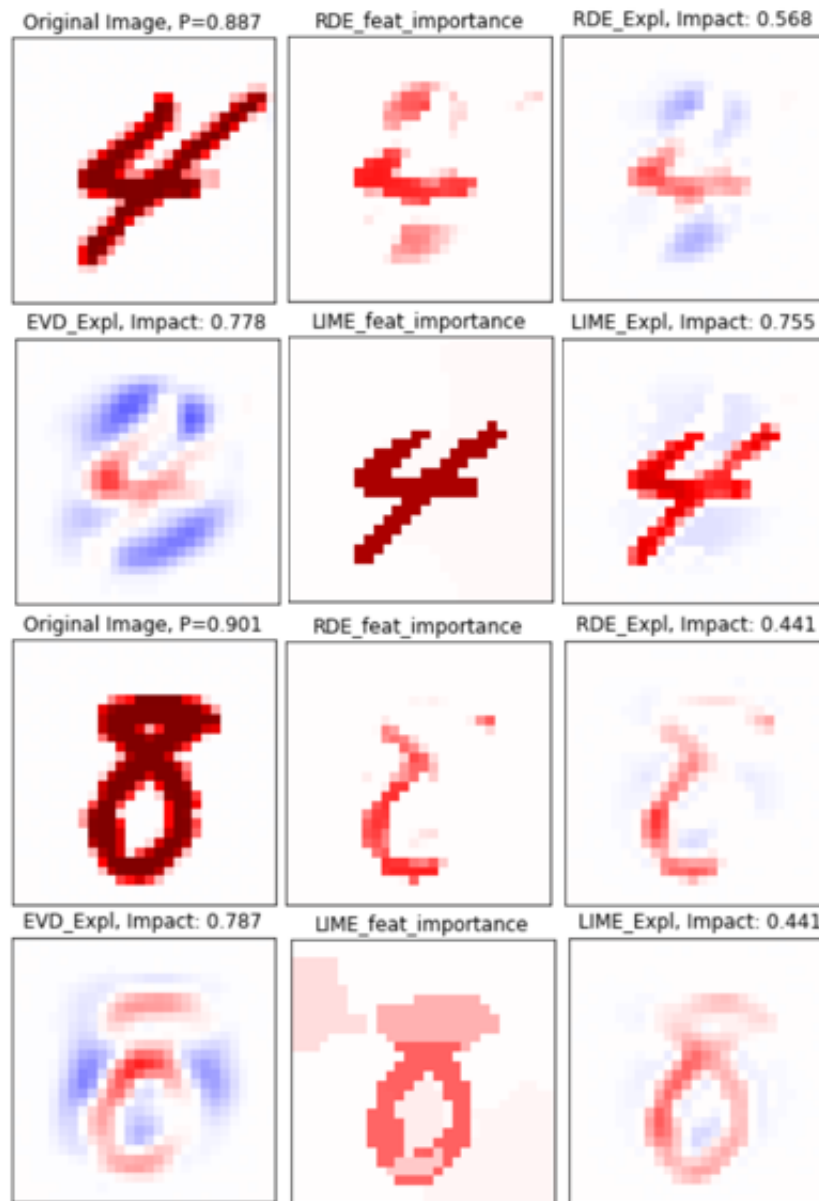 Original Image, P=0.887
RDE_feat_importance
RDE_Expl, Impact: 0.568
EVD_Expl, Impact: 0.778
LIME_feat_importance
LIME_Expl, Impact: 0.755
Original Image, P=0.901
RDE_feat_importance
RDE_Expl, Impact: 0.441
EVD_Expl, Impact: 0.787
LIME_feat_importance
LIME_Expl, Impact: 0.441